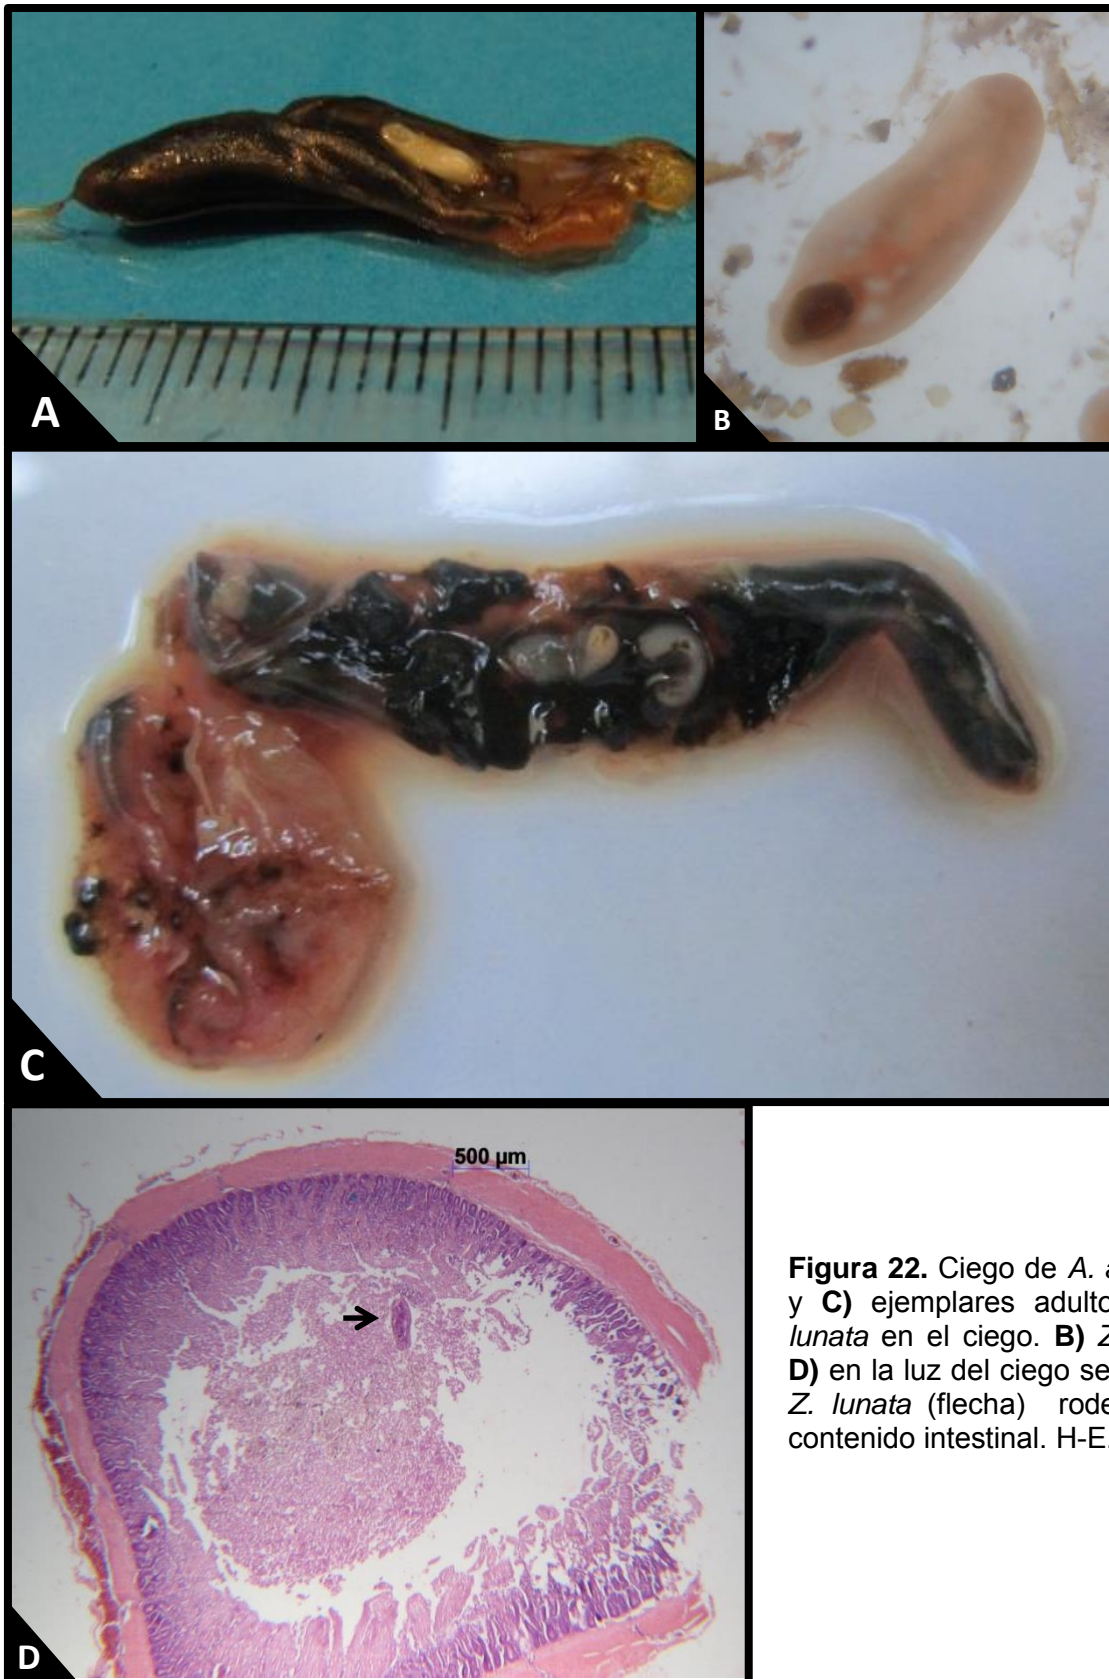 A
B
C
500 µm
D
Figura 22. Ciego de A. a
y C) ejemplares adulto
lunata en el ciego. B) Z
D) en la luz del ciego se
Z. lunata (flecha) rode
contenido intestinal. H-E.